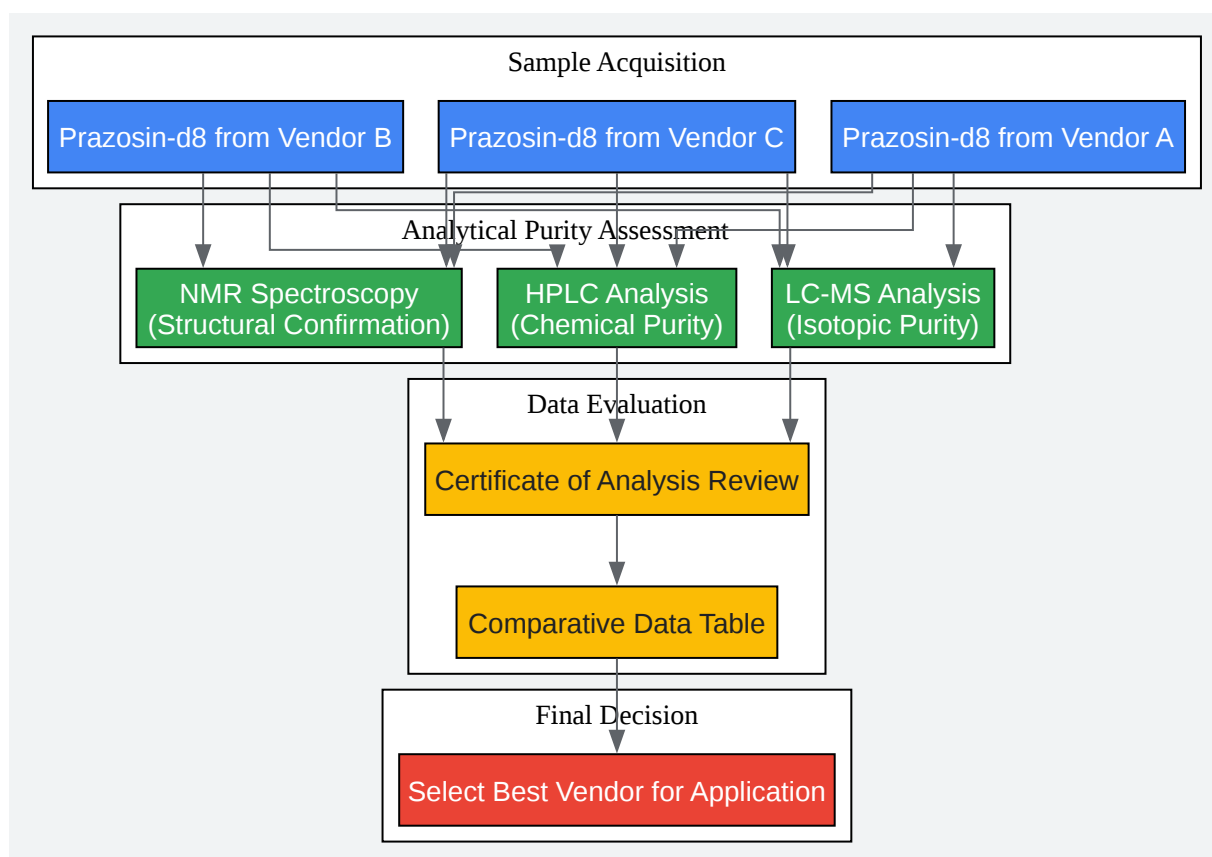 Sample Acquisition
Prazosin-d8 from Vendor B
Prazosin-d8 from Vendor C
Prazosin-d8 from Vendor A
Analytical Purity Assessment
NMR Spectroscopy
(Structural Confirmation)
HPLC Analysis
(Chemical Purity)
LC-MS Analysis
(Isotopic Purity)
Data Evaluation
Certificate of Analysis Review
Comparative Data Table
Final Decision
Select Best Vendor for Application